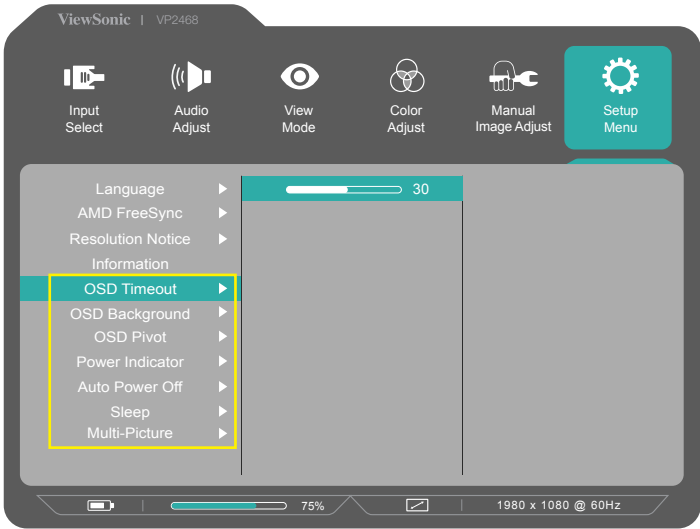 ViewSonic | VP2468
Input
Select
Audio
Adjust
View
Mode
Color
Adjust
Manual
Image Adjust
Setup
Menu
Language
30
AMD FreeSync
Resolution Notice
Information
OSD Timeout
OSD Background
OSD Pivot
Power Indicator
Auto Power Off
Sleep
Multi-Picture
75%
1980 x 1080 @ 60Hz